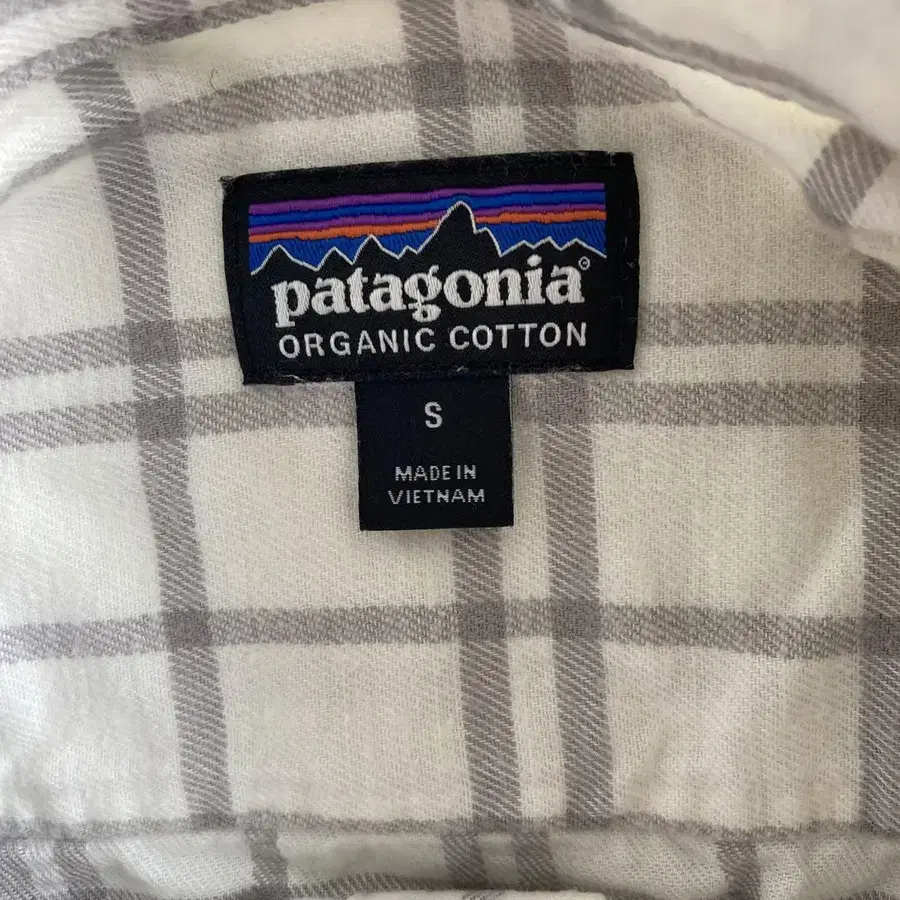 patagonia®
ORGANIC COTTON
S
MADE IN
VIETNAM